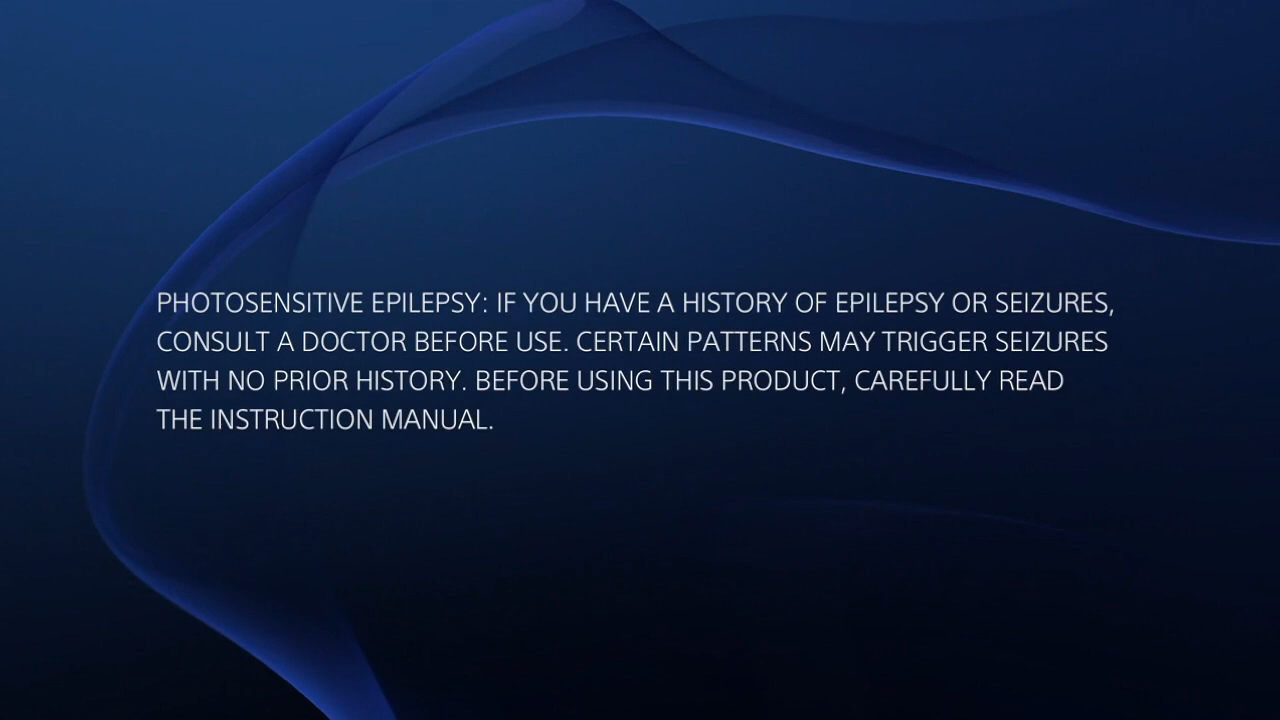 PHOTOSENSITIVE EPILEPSY: IF YOU HAVE A HISTORY OF EPILEPSY OR SEIZURES,
CONSULT A DOCTOR BEFORE USE. CERTAIN PATTERNS MAY TRIGGER SEIZURES
WITH NO PRIOR HISTORY. BEFORE USING THIS PRODUCT, CAREFULLY READ
THE INSTRUCTION MANUAL.